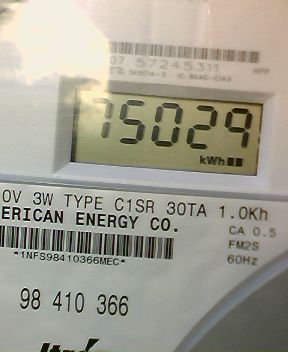 07 57245311
75029
kWh
0V 3W TYPE C1SR 30TA 1.0Kh
ERICAN ENERGY CO.
CA 0.5
FM2S
*1NFS98410366MEC*
60Hz
98 410 366